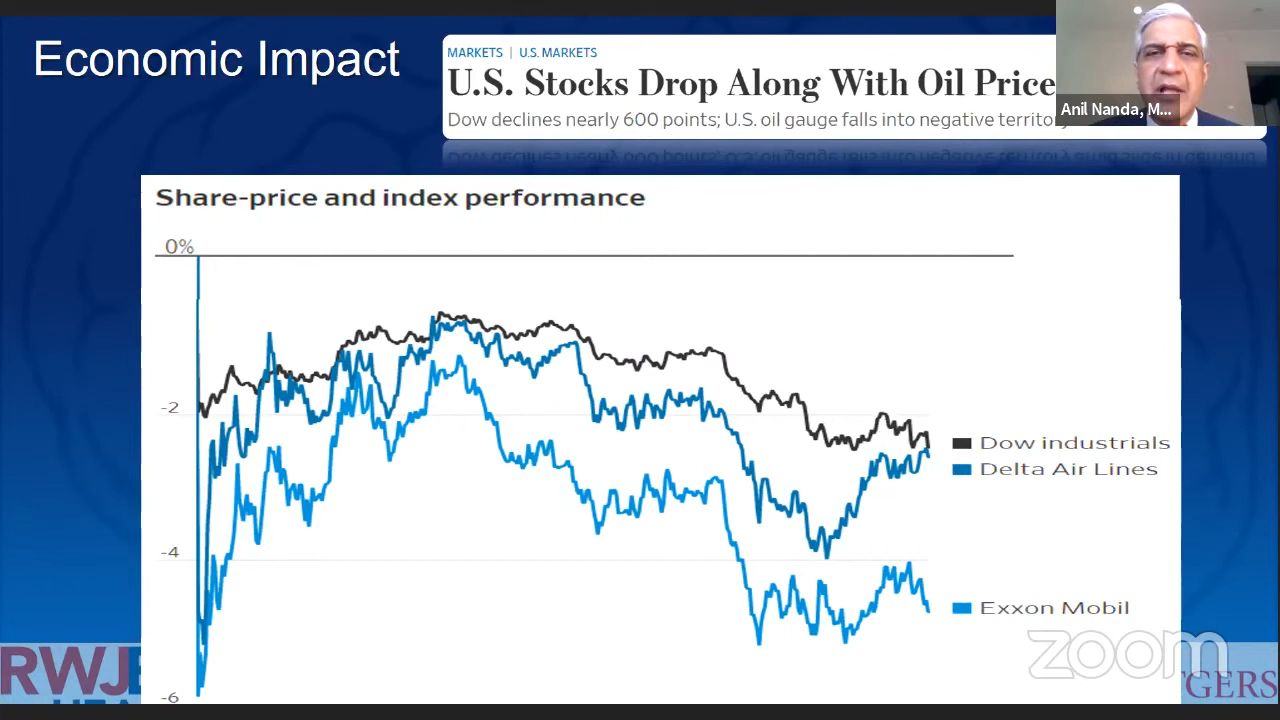 Economic Impact
MARKETS | U.S. MARKETS
U.S. Stocks Drop Along With Oil Price
Dow declines nearly 600 points; U.S. oil gauge falls into negative territory
Anil Nanda, M...
Share-price and index performance
0%
-2
-4
-6
Dow industrials
Delta Air Lines
Exxon Mobil
zoom
RWJB
TGERS